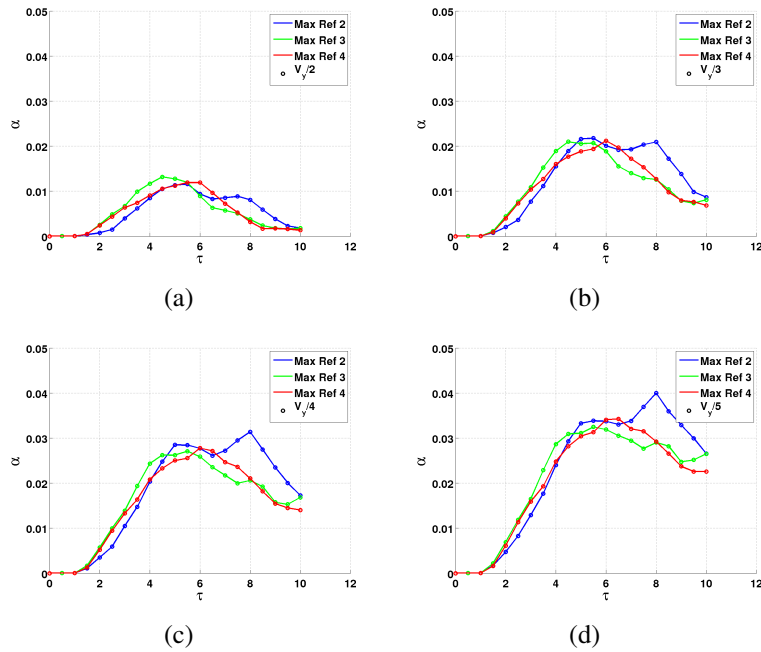 0.05
0.04
0.03
0.02
0.01
0
α
0 2 4 6 8 10 12
τ
Max Ref 2
Max Ref 3
Max Ref 4
V_y/2
(a)
0.05
0.04
0.03
0.02
0.01
0
α
0 2 4 6 8 10 12
τ
Max Ref 2
Max Ref 3
Max Ref 4
V_y/3
(b)
0.05
0.04
0.03
0.02
0.01
0
α
0 2 4 6 8 10 12
τ
Max Ref 2
Max Ref 3
Max Ref 4
V_y/4
(c)
0.05
0.04
0.03
0.02
0.01
0
α
0 2 4 6 8 10 12
τ
Max Ref 2
Max Ref 3
Max Ref 4
V_y/5
(d)